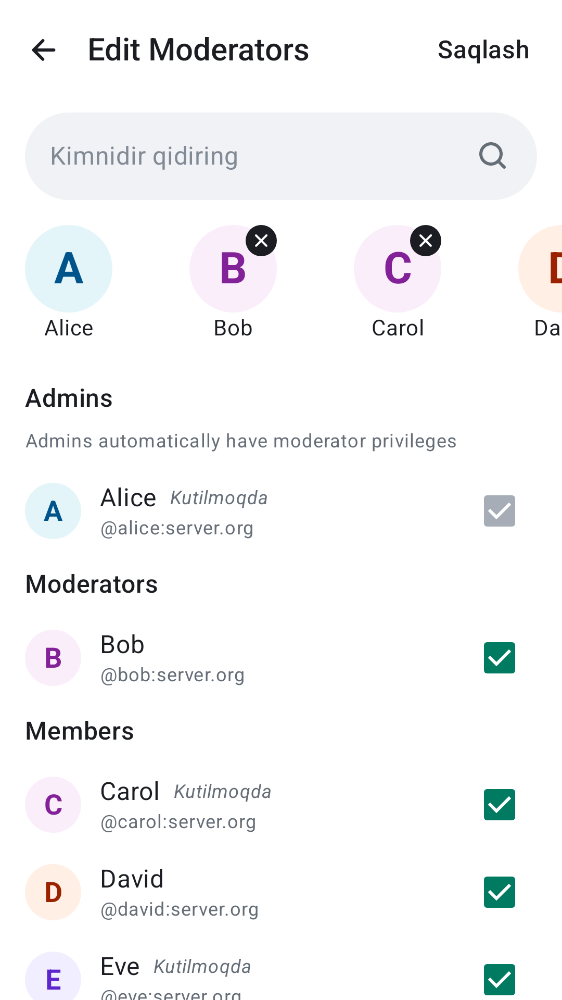 Edit Moderators
Saqlash
Kimnidir qidiring
A
B
C
D
Alice
Bob
Carol
Da
Admins
Admins automatically have moderator privileges
A
Alice Kutilmoqda
@alice:server.org
Moderators
B
Bob
@bob:server.org
Members
C
Carol Kutilmoqda
@carol:server.org
D
David
@david:server.org
E
Eve Kutilmoqda
@eve:server.org